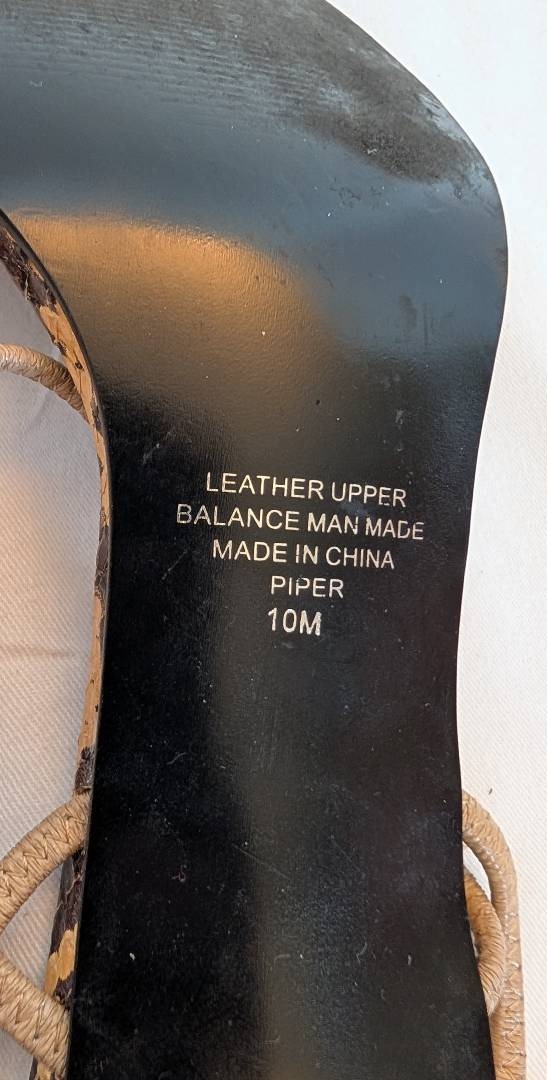 LEATHER UPPER
BALANCE MAN MADE
MADE IN CHINA
PIPER
10M